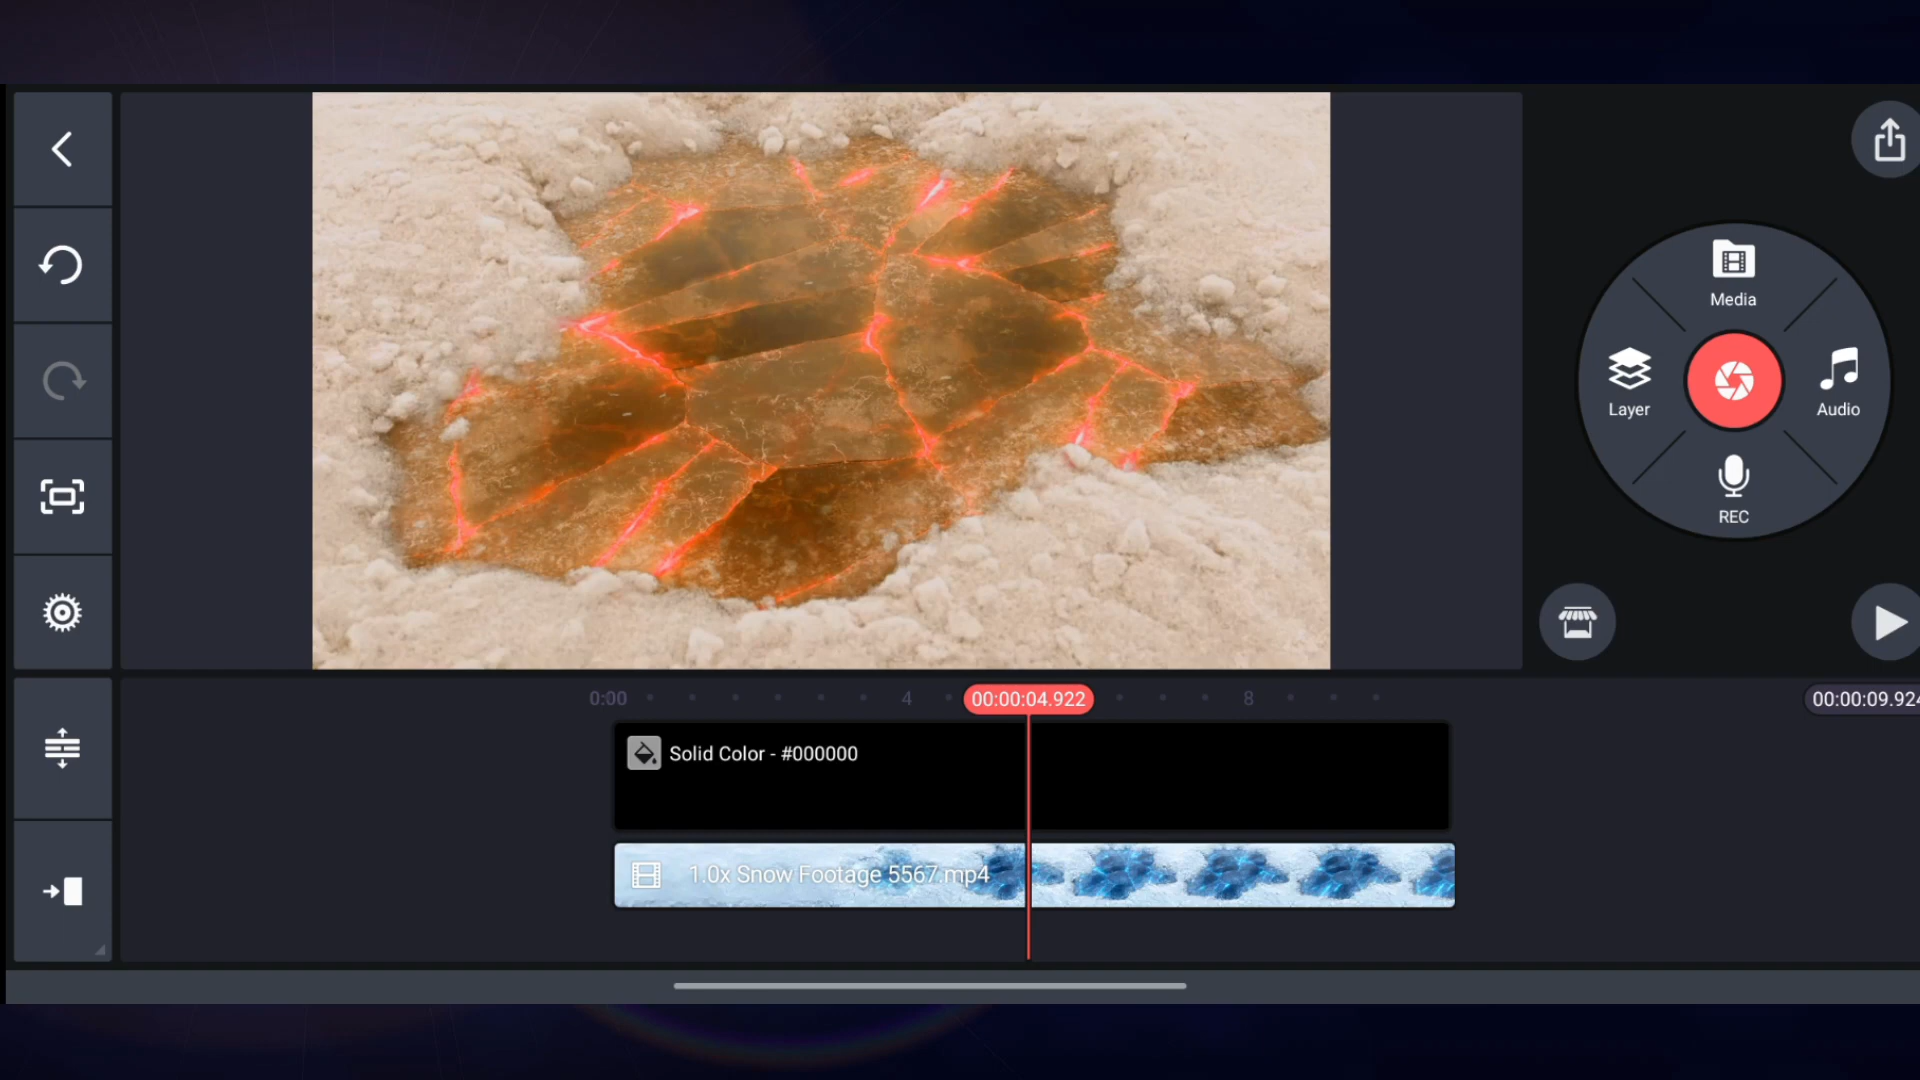 Media
Layer
Audio
REC
0:00
4
00:00:04.922
8
00:00:09.924
Solid Color - #000000
1.0x Snow Footage 5567.mp4